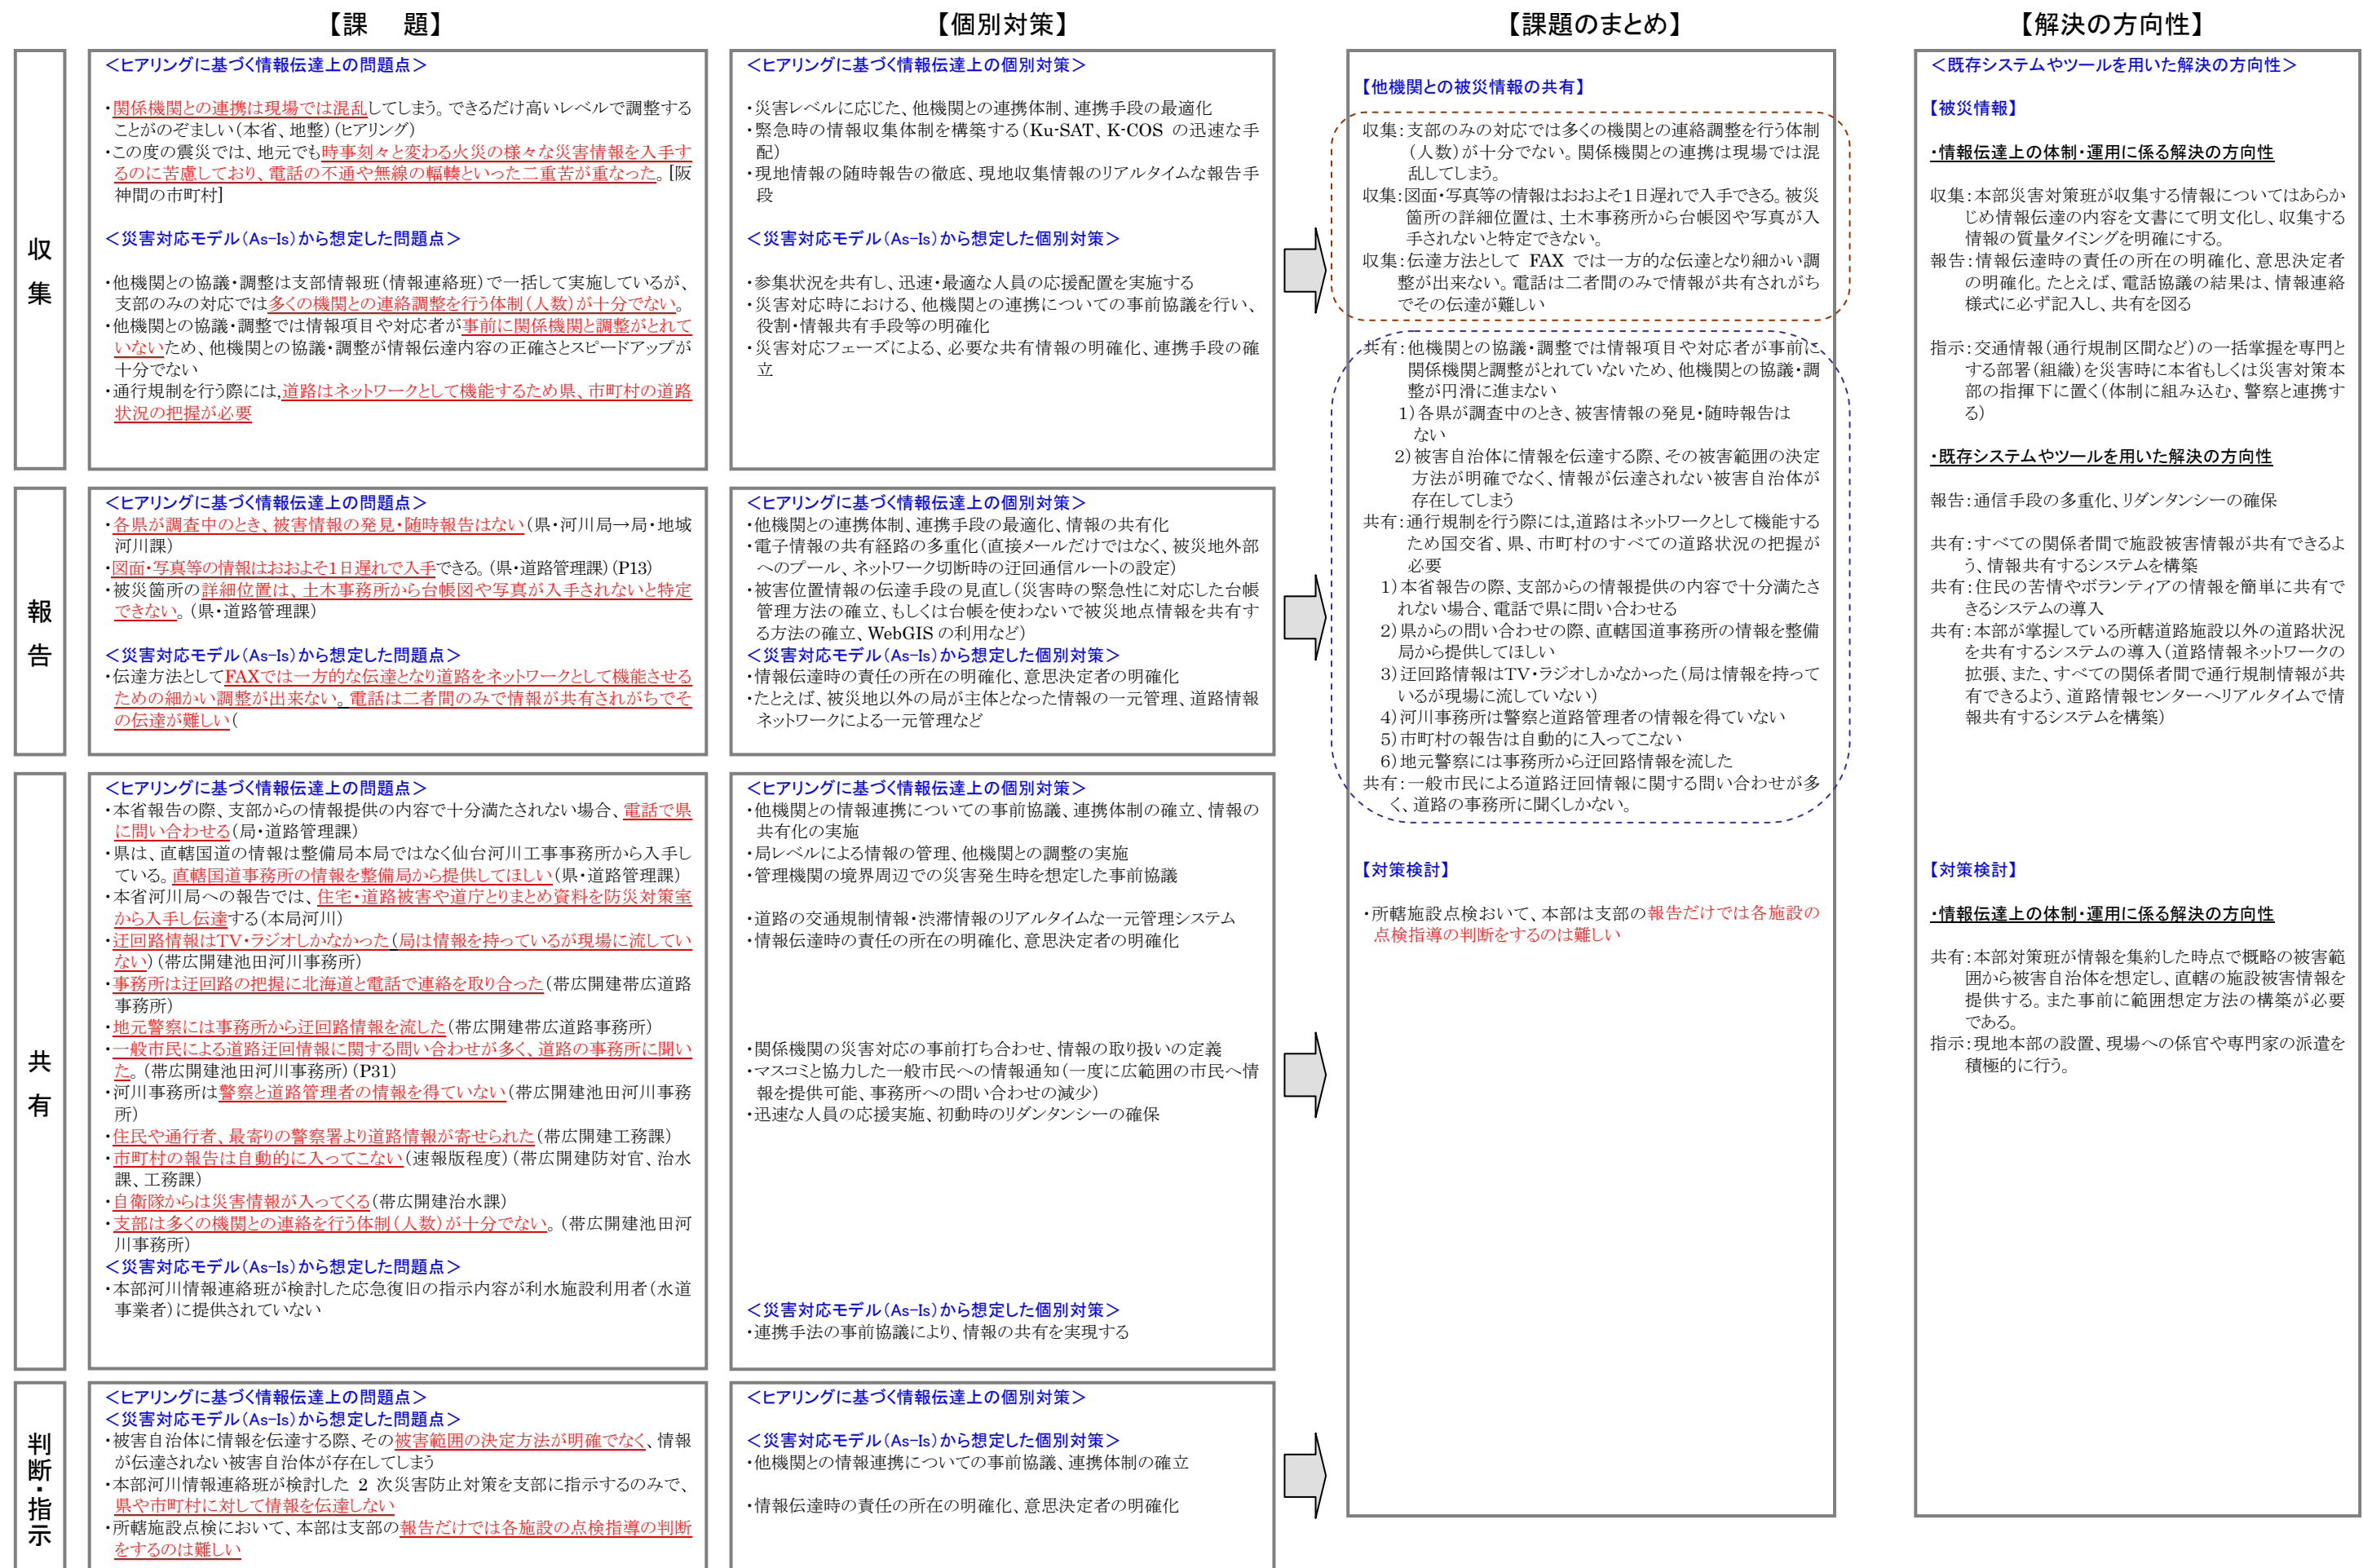 【課　題】
【個別対策】
【課題のまとめ】
【解決の方向性】
収集
＜ヒアリングに基づく情報伝達上の問題点＞
・関係機関との連携は現場では混乱してしまう。できるだけ高いレベルで調整する
ことがのぞましい（本省、地整）（ヒアリング）
・この度の震災では、地元でも時事刻々と変わる火災の様々な災害情報を入手す
るのに苦慮しており、電話の不通や無線の輻輳といった二重苦が重なった。[阪
神間の市町村]
＜災害対応モデル（As-Is）から想定した問題点＞
・他機関との協議・調整は支部情報班（情報連絡班）で一括して実施しているが、
支部のみの対応では多くの機関との連絡調整を行う体制（人数）が十分でない。
・他機関との協議・調整では情報項目や対応者が事前に関係機関と調整がとれて
いないため、他機関との協議・調整が情報伝達内容の正確さとスピードアップが
十分でない
・通行規制を行う際には,道路はネットワークとして機能するため県、市町村の道路
状況の把握が必要
＜ヒアリングに基づく情報伝達上の個別対策＞
・災害レベルに応じた、他機関との連携体制、連携手段の最適化
・緊急時の情報収集体制を構築する（Ku-SAT、K-COS の迅速な手
配）
・現地情報の随時報告の徹底、現地収集情報のリアルタイムな報告手
段
＜災害対応モデル（As-Is）から想定した個別対策＞
・参集状況を共有し、迅速・最適な人員の応援配置を実施する
・災害対応時における、他機関との連携についての事前協議を行い、
役割・情報共有手段等の明確化
・災害対応フェーズによる、必要な共有情報の明確化、連携手段の確
立
報告
＜ヒアリングに基づく情報伝達上の問題点＞
・各県が調査中のとき、被害情報の発見・随時報告はない（県・河川局→局・地域
河川課）
・図面・写真等の情報はおおよそ1日遅れで入手できる。（県・道路管理課）（P13）
・被災箇所の詳細位置は、土木事務所から台帳図や写真が入手されないと特定
できない。（県・道路管理課）
＜災害対応モデル（As-Is）から想定した問題点＞
・伝達方法としてFAXでは一方的な伝達となり道路をネットワークとして機能させる
ための細かい調整が出来ない。電話は二者間のみで情報が共有されがちでそ
の伝達が難しい（
＜ヒアリングに基づく情報伝達上の個別対策＞
・他機関との連携体制、連携手段の最適化、情報の共有化
・電子情報の共有経路の多重化（直接メールだけではなく、被災地外部
へのプール、ネットワーク切断時の迂回通信ルートの設定）
・被害位置情報の伝達手段の見直し（災害時の緊急性に対応した台帳
管理方法の確立、もしくは台帳を使わないで被災地点情報を共有す
る方法の確立、WebGIS の利用など）
＜災害対応モデル（As-Is）から想定した個別対策＞
・情報伝達時の責任の所在の明確化、意思決定者の明確化
・たとえば、被災地以外の局が主体となった情報の一元管理、道路情報
ネットワークによる一元管理など
共有
＜ヒアリングに基づく情報伝達上の問題点＞
・本省報告の際、支部からの情報提供の内容で十分満たされない場合、電話で県
に問い合わせる（局・道路管理課）
・県は、直轄国道の情報は整備局本局ではなく仙台河川工事事務所から入手し
ている。直轄国道事務所の情報を整備局から提供してほしい（県・道路管理課）
・本省河川局への報告では、住宅・道路被害や道庁とりまとめ資料を防災対策室
から入手し伝達する（本局河川）
・迂回路情報はTV・ラジオしかなかった（局は情報を持っているが現場に流してい
ない）（帯広開建池田河川事務所）
・事務所は迂回路の把握に北海道と電話で連絡を取り合った（帯広開建帯広道路
事務所）
・地元警察には事務所から迂回路情報を流した（帯広開建帯広道路事務所）
・一般市民による道路迂回情報に関する問い合わせが多く、道路の事務所に聞い
た。（帯広開建池田河川事務所）（P31）
・河川事務所は警察と道路管理者の情報を得ていない（帯広開建池田河川事務
所）
・住民や通行者、最寄りの警察署より道路情報が寄せられた（帯広開建工務課）
・市町村の報告は自動的に入ってこない（速報版程度）（帯広開建防対官、治水
課、工務課）
・自衛隊からは災害情報が入ってくる（帯広開建治水課）
・支部は多くの機関との連絡を行う体制（人数）が十分でない。（帯広開建池田河
川事務所）
＜災害対応モデル（As-Is）から想定した問題点＞
・本部河川情報連絡班が検討した応急復旧の指示内容が利水施設利用者（水道
事業者）に提供されていない
＜ヒアリングに基づく情報伝達上の個別対策＞
・他機関との情報連携についての事前協議、連携体制の確立、情報の
共有化の実施
・局レベルによる情報の管理、他機関との調整の実施
・管理機関の境界周辺での災害発生時を想定した事前協議
・道路の交通規制情報・渋滞情報のリアルタイムな一元管理システム
・情報伝達時の責任の所在の明確化、意思決定者の明確化
・関係機関の災害対応の事前打ち合わせ、情報の取り扱いの定義
・マスコミと協力した一般市民への情報通知（一度に広範囲の市民へ情
報を提供可能、事務所への問い合わせの減少）
・迅速な人員の応援実施、初動時のリダンタンシーの確保
＜災害対応モデル（As-Is）から想定した個別対策＞
・連携手法の事前協議により、情報の共有を実現する
判断・指示
＜ヒアリングに基づく情報伝達上の問題点＞
＜災害対応モデル（As-Is）から想定した問題点＞
・被害自治体に情報を伝達する際、その被害範囲の決定方法が明確でなく、情報
が伝達されない被害自治体が存在してしまう
・本部河川情報連絡班が検討した 2 次災害防止対策を支部に指示するのみで、
県や市町村に対して情報を伝達しない
・所轄施設点検において、本部は支部の報告だけでは各施設の点検指導の判断
をするのは難しい
＜ヒアリングに基づく情報伝達上の個別対策＞
＜災害対応モデル（As-Is）から想定した個別対策＞
・他機関との情報連携についての事前協議、連携体制の確立
・情報伝達時の責任の所在の明確化、意思決定者の明確化
【他機関との被災情報の共有】
収集：支部のみの対応では多くの機関との連絡調整を行う体制
（人数）が十分でない。関係機関との連携は現場では混
乱してしまう。
収集：図面・写真等の情報はおおよそ1日遅れで入手できる。被災
箇所の詳細位置は、土木事務所から台帳図や写真が入
手されないと特定できない。
収集：伝達方法として FAX では一方的な伝達となり細かい調
整が出来ない。電話は二者間のみで情報が共有されがち
でその伝達が難しい
共有：他機関との協議・調整では情報項目や対応者が事前に
関係機関と調整がとれていないため、他機関との協議・調
整が円滑に進まない
1）各県が調査中のとき、被害情報の発見・随時報告は
ない
2）被害自治体に情報を伝達する際、その被害範囲の決定
方法が明確でなく、情報が伝達されない被害自治体が
存在してしまう
共有：通行規制を行う際には,道路はネットワークとして機能する
ため国交省、県、市町村のすべての道路状況の把握が
必要
1）本省報告の際、支部からの情報提供の内容で十分満たさ
れない場合、電話で県に問い合わせる
2）県からの問い合わせの際、直轄国道事務所の情報を整備
局から提供してほしい
3）迂回路情報はTV・ラジオしかなかった（局は情報を持って
いるが現場に流していない）
4）河川事務所は警察と道路管理者の情報を得ていない
5）市町村の報告は自動的に入ってこない
6）地元警察には事務所から迂回路情報を流した
共有：一般市民による道路迂回情報に関する問い合わせが多
く、道路の事務所に聞くしかない。
【対策検討】
・所轄施設点検おいて、本部は支部の報告だけでは各施設の
点検指導の判断をするのは難しい
＜既存システムやツールを用いた解決の方向性＞
【被災情報】
・情報伝達上の体制・運用に係る解決の方向性
収集：本部災害対策班が収集する情報についてはあらか
じめ情報伝達の内容を文書にて明文化し、収集する
情報の質量タイミングを明確にする。
報告：情報伝達時の責任の所在の明確化、意思決定者
の明確化。たとえば、電話協議の結果は、情報連絡
様式に必ず記入し、共有を図る
指示：交通情報（通行規制区間など）の一括掌握を専門と
する部署（組織）を災害時に本省もしくは災害対策本
部の指揮下に置く（体制に組み込む、警察と連携す
る）
・既存システムやツールを用いた解決の方向性
報告：通信手段の多重化、リダンタンシーの確保
共有：すべての関係者間で施設被害情報が共有できるよ
う、情報共有するシステムを構築
共有：住民の苦情やボランティアの情報を簡単に共有で
きるシステムの導入
共有：本部が掌握している所轄道路施設以外の道路状況
を共有するシステムの導入（道路情報ネットワークの
拡張、また、すべての関係者間で通行規制情報が共
有できるよう、道路情報センターへリアルタイムで情
報共有するシステムを構築）
【対策検討】
・情報伝達上の体制・運用に係る解決の方向性
共有：本部対策班が情報を集約した時点で概略の被害範
囲から被害自治体を想定し、直轄の施設被害情報を
提供する。また事前に範囲想定方法の構築が必要
である。
指示：現地本部の設置、現場への係官や専門家の派遣を
積極的に行う。